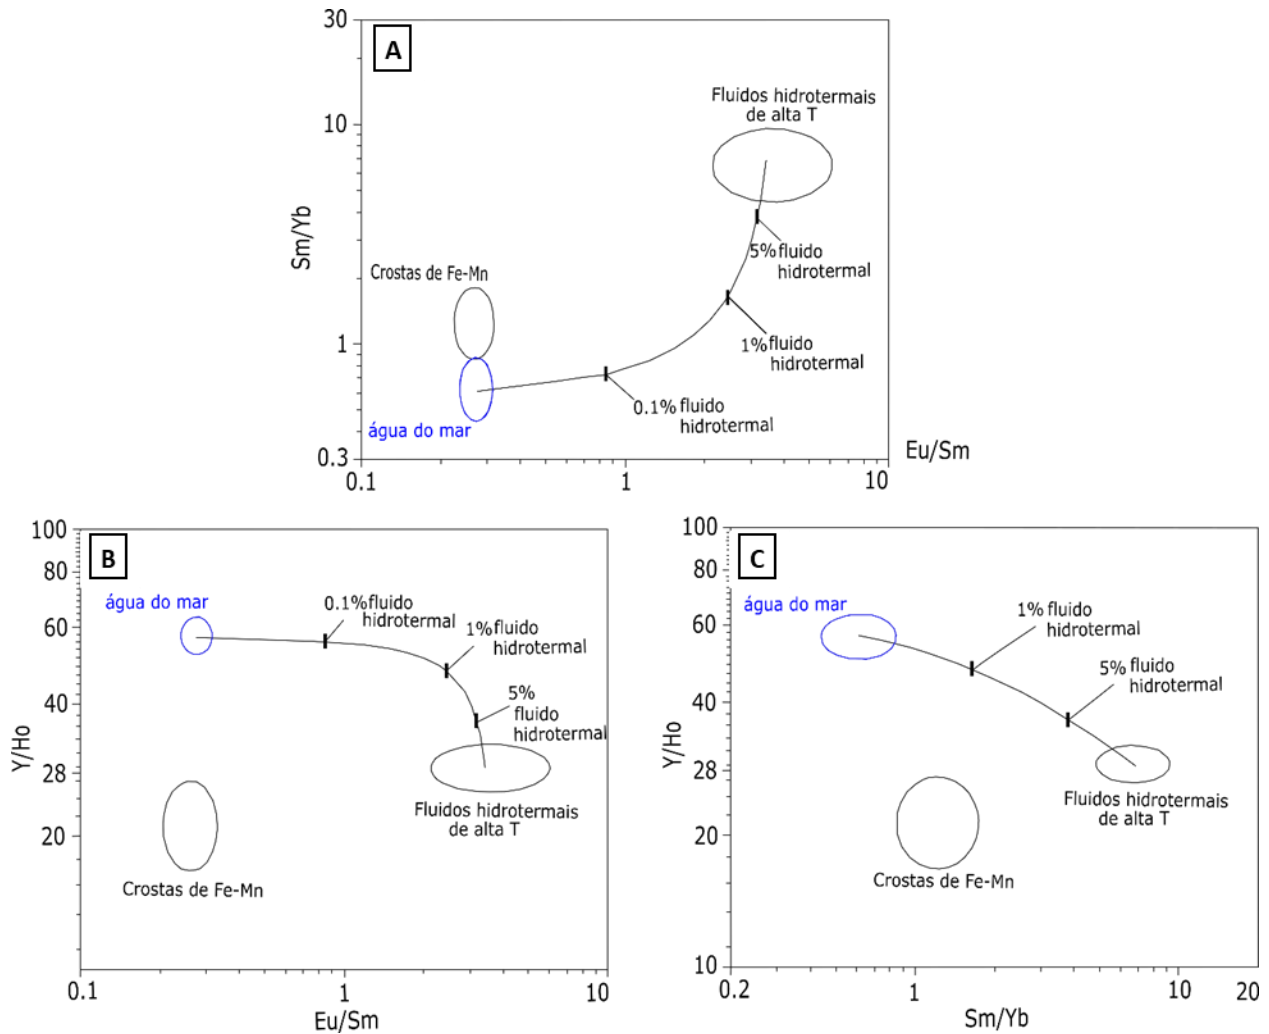 A
30
10
1
0.3
Sm/Yb
Fluidos hidrotermais
de alta T
5% fluido
hidrotermal
Crostas de Fe-Mn
1% fluido
hidrotermal
0.1% fluido
hidrotermal
água do mar
0.1
1
10
Eu/Sm
B
100
80
60
40
28
20
Y/Ho
água do mar
0.1% fluido
hidrotermal
1% fluido
hidrotermal
5%
fluido
hidrotermal
Fluidos hidrotermais
de alta T
Crostas de Fe-Mn
0.1
1
10
Eu/Sm
C
100
80
60
40
28
20
10
Y/Ho
água do mar
1% fluido
hidrotermal
5% fluido
hidrotermal
Fluidos hidrotermais
de alta T
Crostas de Fe-Mn
0.2
1
10
20
Sm/Yb